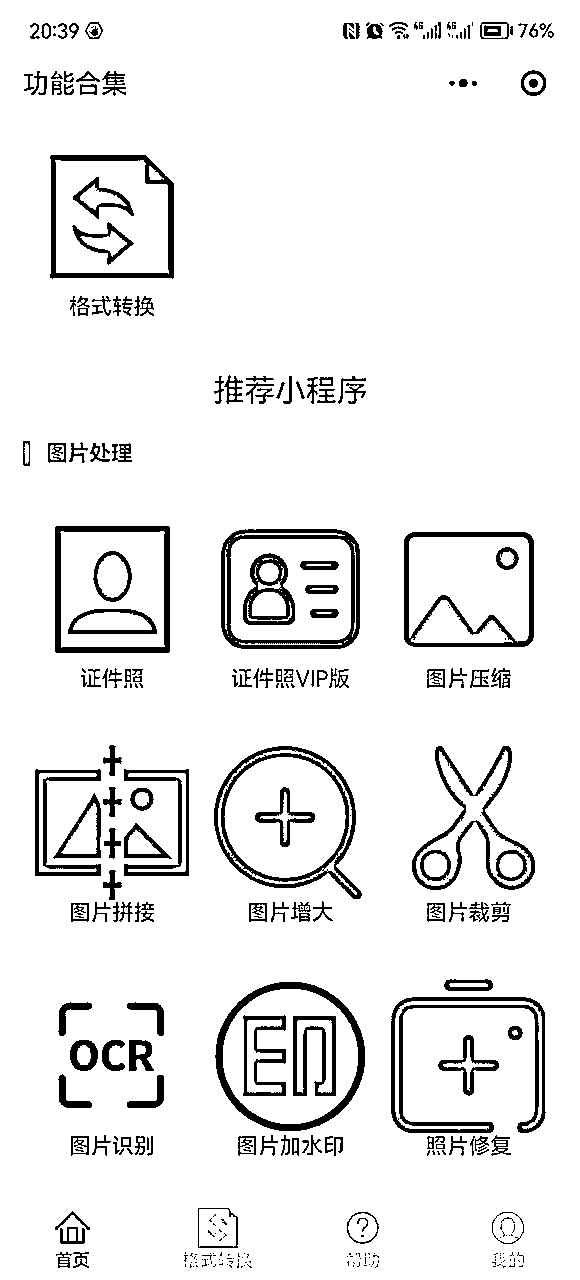 20:39 76%
功能合集
格式转换
推荐小程序
图片处理
证件照 证件照VIP版 图片压缩
图片拼接 图片增大 图片裁剪
OCR 印
图片识别 图片加水印 照片修复
首页 格式转换 帮助 我的